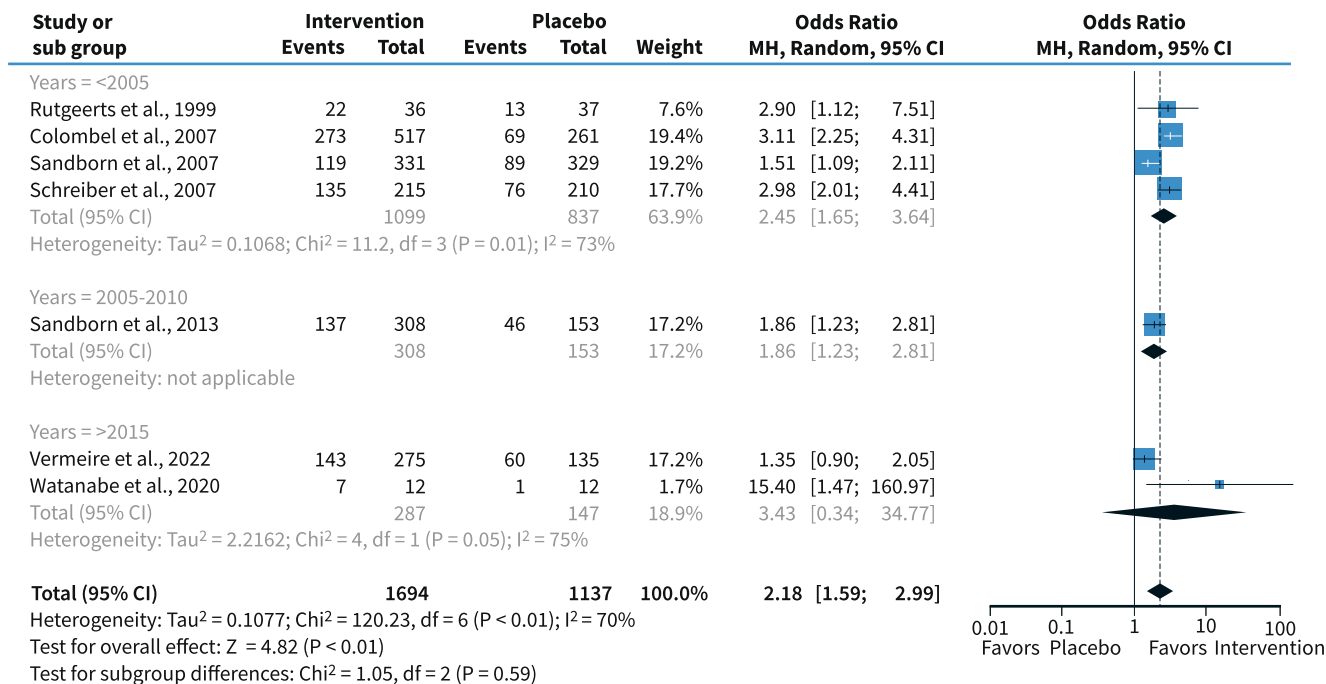 Study or Intervention Placebo Odds Ratio Odds Ratio
sub group Events Total Events Total Weight MH, Random, 95% CI MH, Random, 95% CI
Years = <2005
Rutgeerts et al., 1999 22 36 13 37 7.6% 2.90 [1.12; 7.51]
Colombel et al., 2007 273 517 69 261 19.4% 3.11 [2.25; 4.31]
Sandborn et al., 2007 119 331 89 329 19.2% 1.51 [1.09; 2.11]
Schreiber et al., 2007 135 215 76 210 17.7% 2.98 [2.01; 4.41]
Total (95% CI) 1099 837 63.9% 2.45 [1.65; 3.64]
Heterogeneity: Tau² = 0.1068; Chi² = 11.2, df = 3 (P = 0.01); I² = 73%
Years = 2005-2010
Sandborn et al., 2013 137 308 46 153 17.2% 1.86 [1.23; 2.81]
Total (95% CI) 308 153 17.2% 1.86 [1.23; 2.81]
Heterogeneity: not applicable
Years = >2015
Vermeire et al., 2022 143 275 60 135 17.2% 1.35 [0.90; 2.05]
Watanabe et al., 2020 7 12 1 12 1.7% 15.40 [1.47; 160.97]
Total (95% CI) 287 147 18.9% 3.43 [0.34; 34.77]
Heterogeneity: Tau² = 2.2162; Chi² = 4, df = 1 (P = 0.05); I² = 75%
Total (95% CI) 1694 1137 100.0% 2.18 [1.59; 2.99]
Heterogeneity: Tau² = 0.1077; Chi² = 120.23, df = 6 (P < 0.01); I² = 70%
Test for overall effect: Z = 4.82 (P < 0.01)
Test for subgroup differences: Chi² = 1.05, df = 2 (P = 0.59)
0.01 0.1 1 10 100
Favors Placebo Favors Intervention